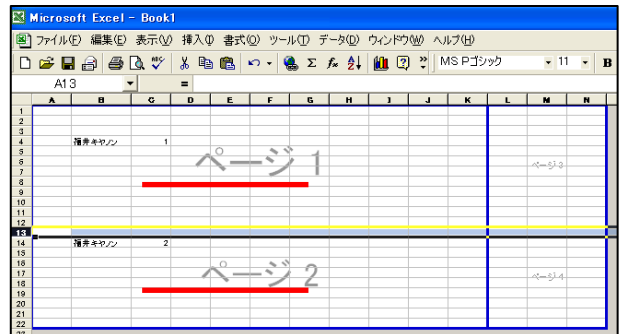 Microsoft Excel - Book1
ファイル(F) 編集(E) 表示(V) 挿入(I) 書式(O) ツール(T) データ(D) ウィンドウ(W) ヘルプ(H)
MS Pゴシック 11 B
A13 =
A B C D E F G H I J K L M N
1
2
3
4 福井キヤノン 1
5
6 ページ 1 ページ 3
7
8
9
10
11
12
13
14 福井キヤノン 2
15
16
17 ページ 2 ページ 4
18
19
20
21
22